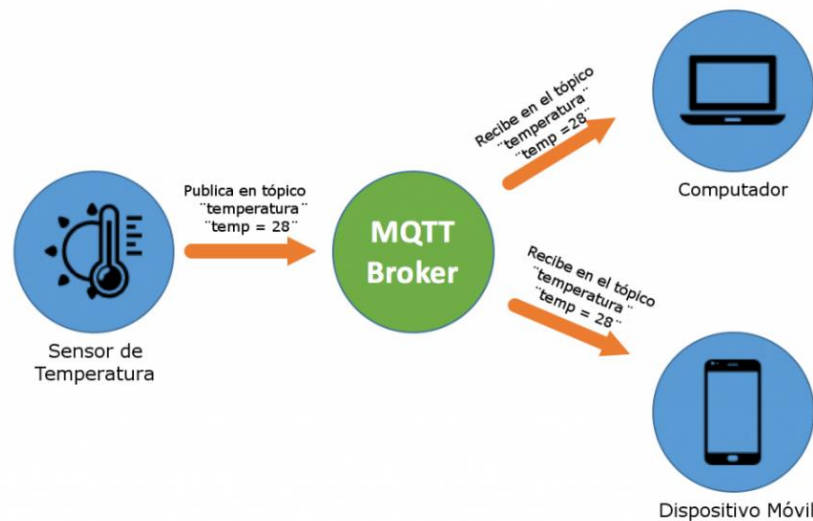 Publica en tópico
¨temperatura¨
¨temp = 28¨
Sensor de
Temperatura
MQTT
Broker
Recibe en el tópico
¨temperatura¨
¨temp =28¨
Computador
Recibe en el tópico
¨temperatura¨
¨temp = 28¨
Dispositivo Móvil